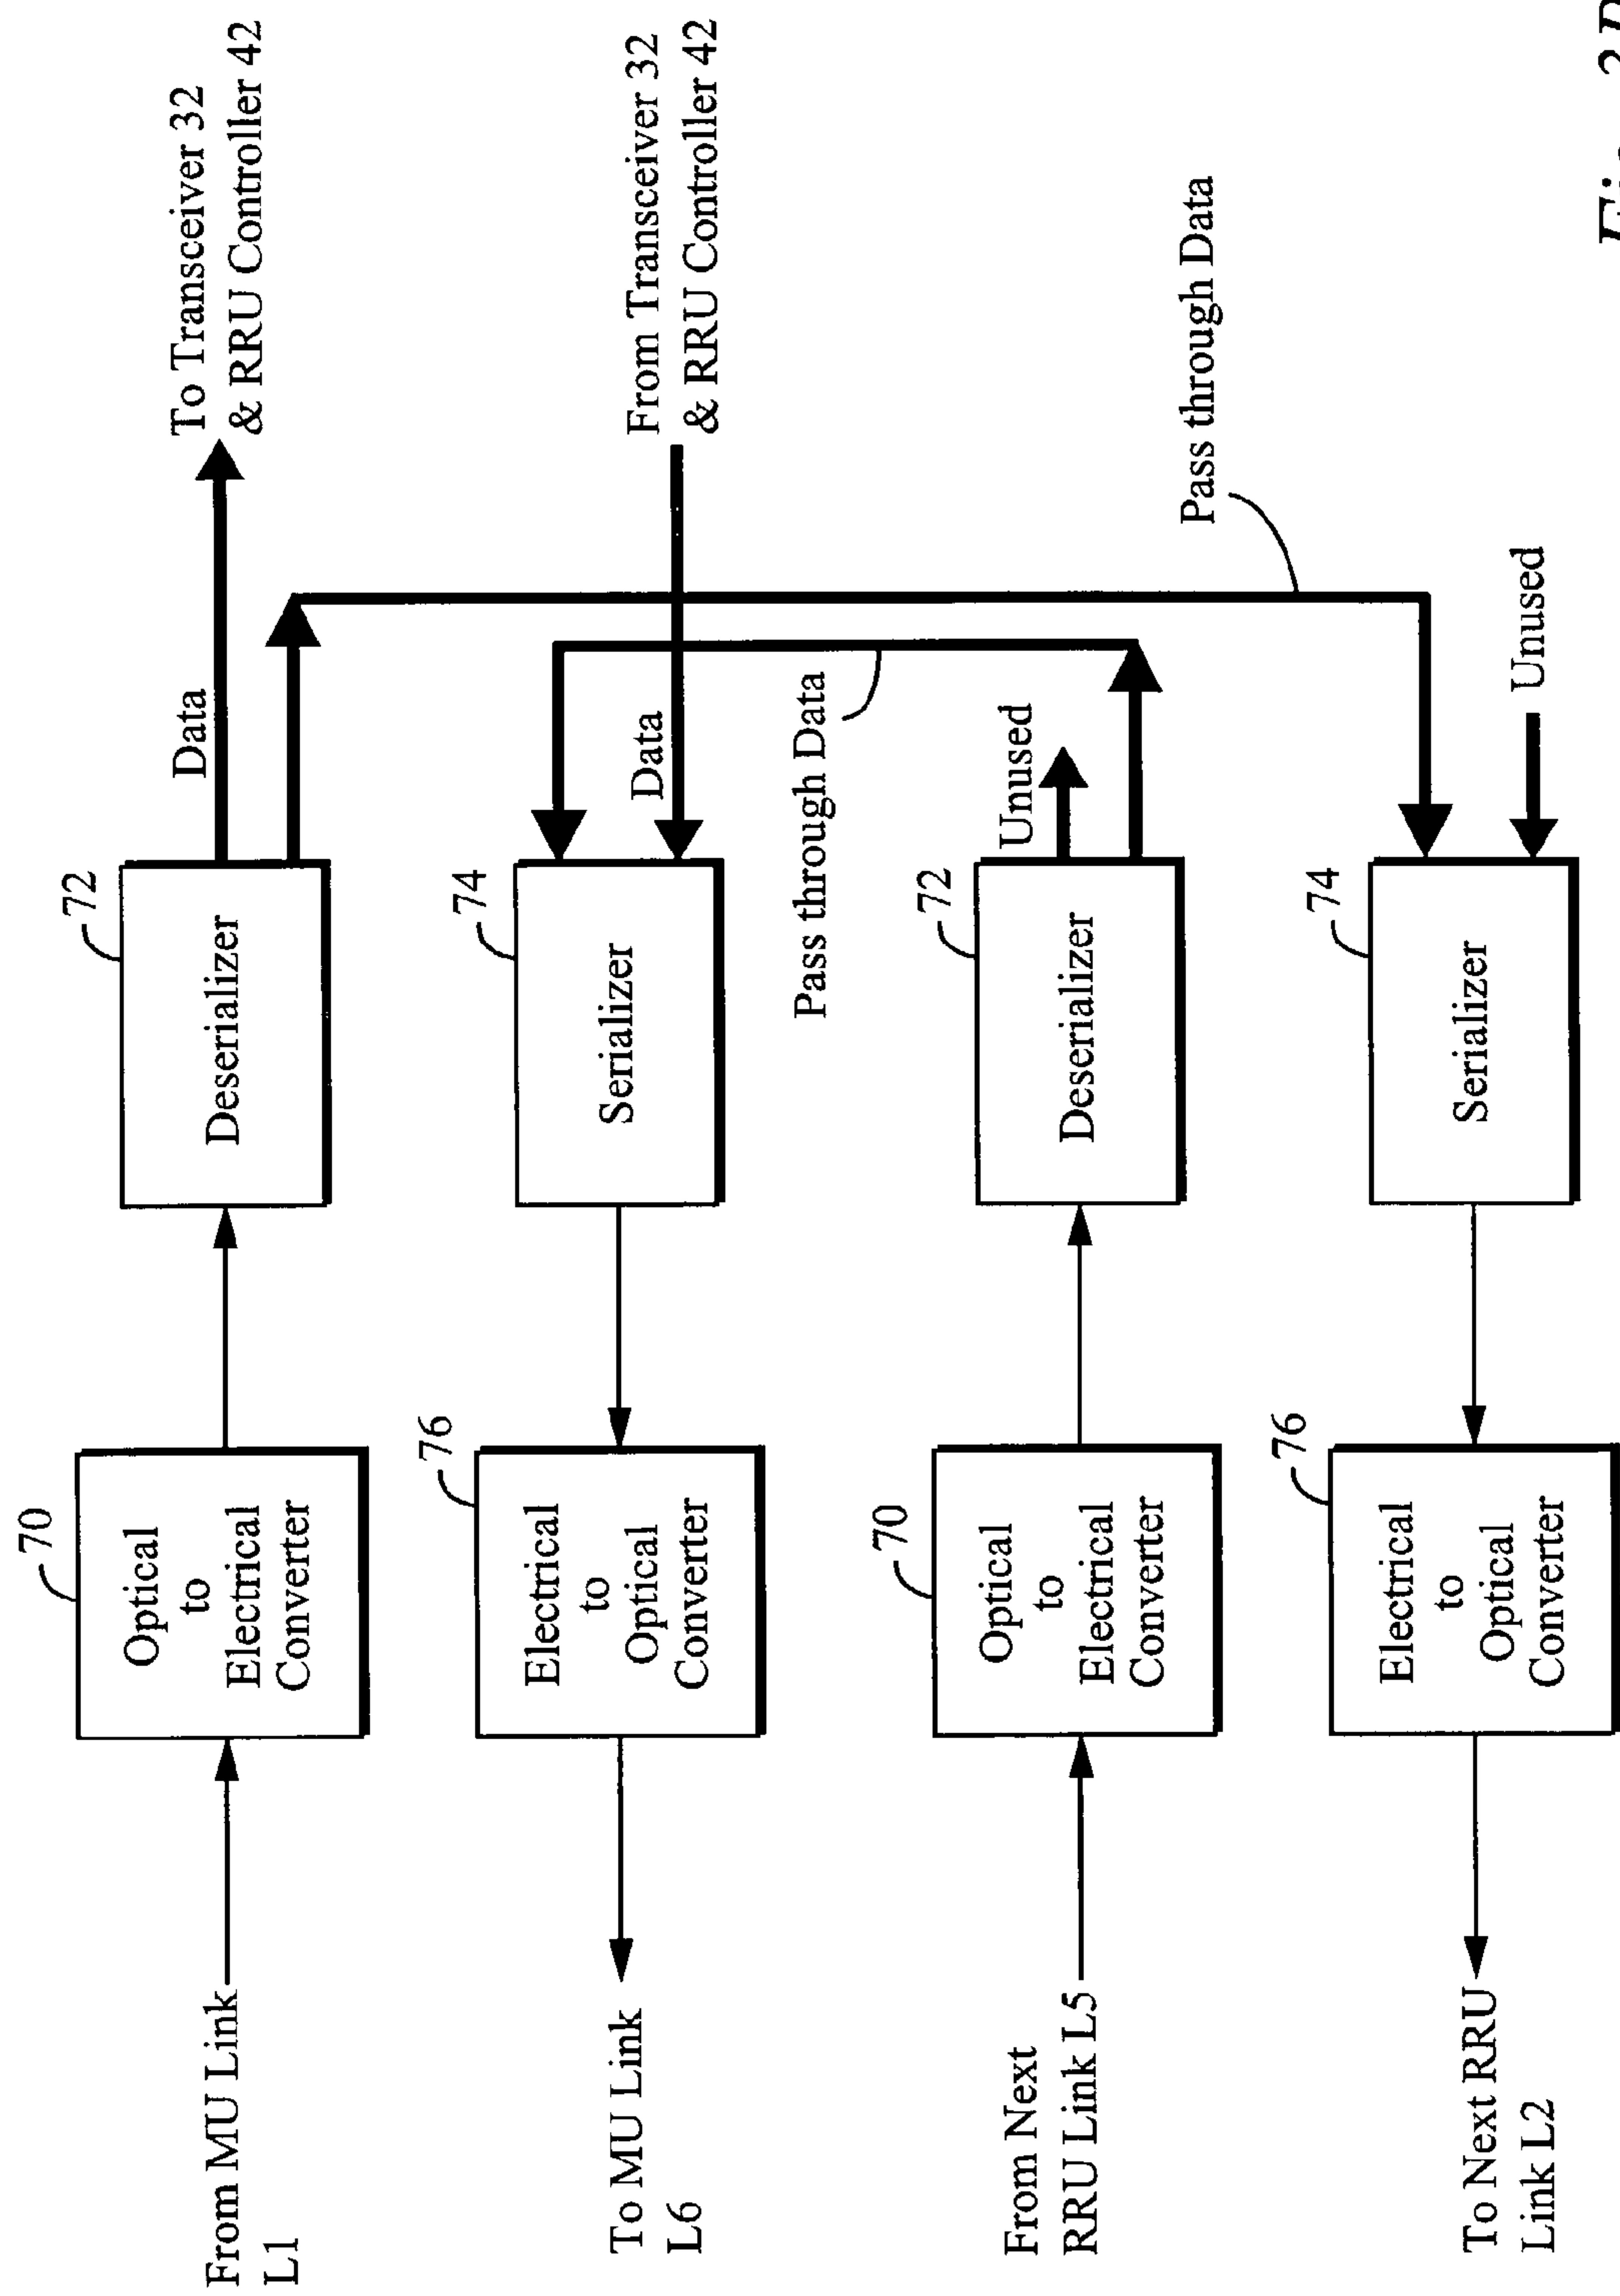 From MU Link
L1
70
Optical
to
Electrical
Converter
72
Deserializer
Data
To Transceiver 32
& RRU Controller 42
To MU Link
L6
76
Electrical
to
Optical
Converter
74
Serializer
Data
From Transceiver 32
& RRU Controller 42
Pass through Data
From Next
RRU Link L5
70
Optical
to
Electrical
Converter
72
Deserializer
Unused
Pass through Data
To Next RRU
Link L2
76
Electrical
to
Optical
Converter
74
Serializer
Unused